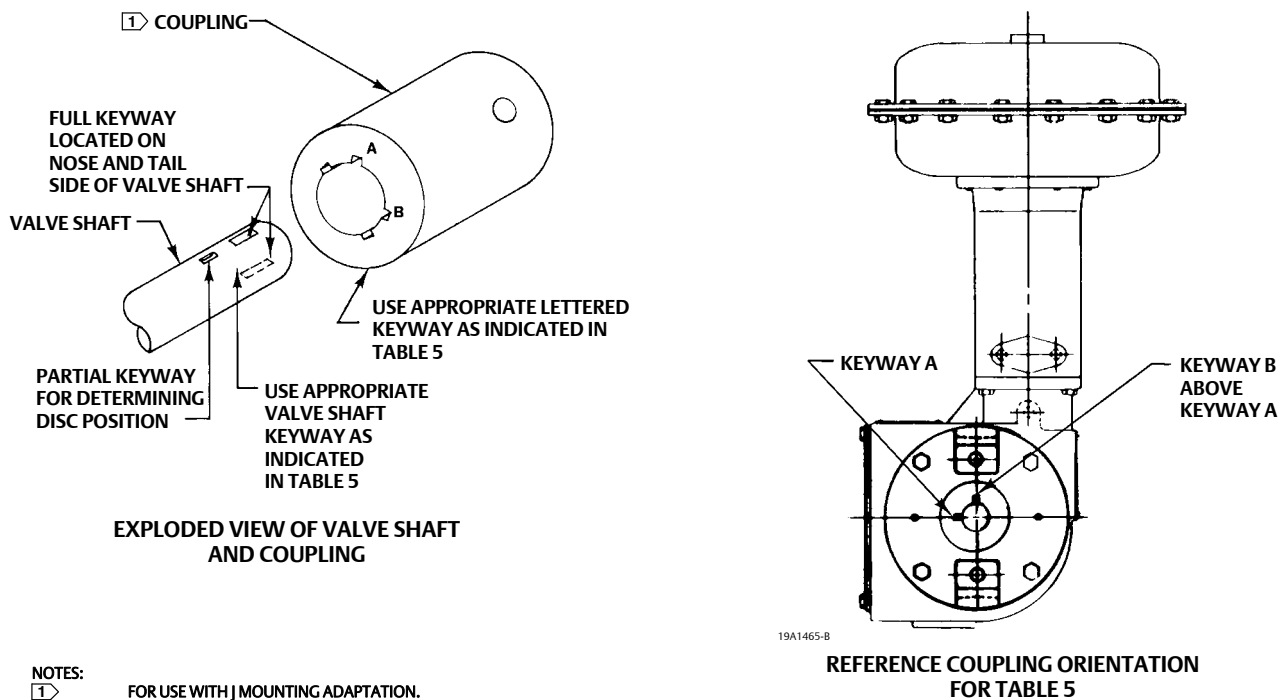 1 COUPLING
FULL KEYWAY
LOCATED ON
NOSE AND TAIL
SIDE OF VALVE SHAFT
VALVE SHAFT
A
B
USE APPROPRIATE LETTERED
KEYWAY AS INDICATED IN
TABLE 5
PARTIAL KEYWAY
FOR DETERMINING
DISC POSITION
USE APPROPRIATE
VALVE SHAFT
KEYWAY AS
INDICATED
IN TABLE 5
EXPLODED VIEW OF VALVE SHAFT
AND COUPLING
KEYWAY A
KEYWAY B
ABOVE
KEYWAY A
19A1465-B
REFERENCE COUPLING ORIENTATION
FOR TABLE 5
NOTES:
1 FOR USE WITH J MOUNTING ADAPTATION.